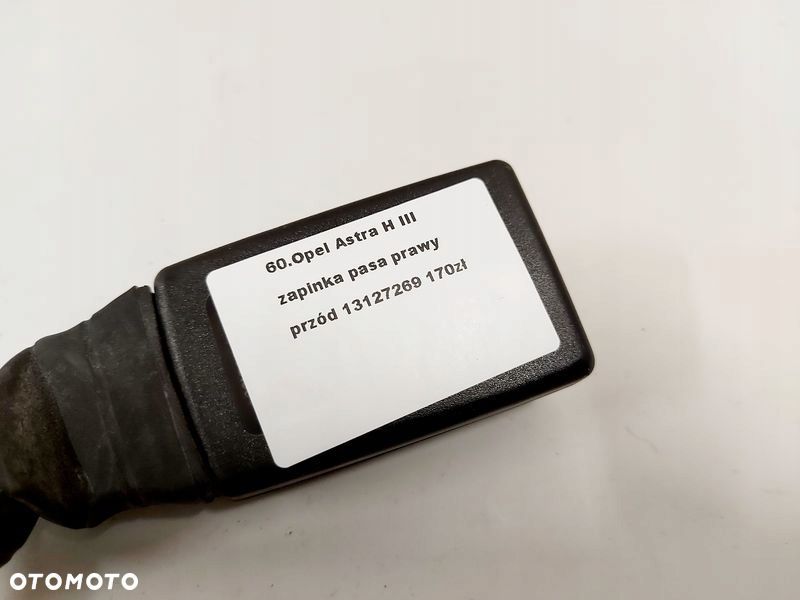 60.Opel Astra H III
zapinka pasa prawy
przód 13127269 170zł
OTOMOTO